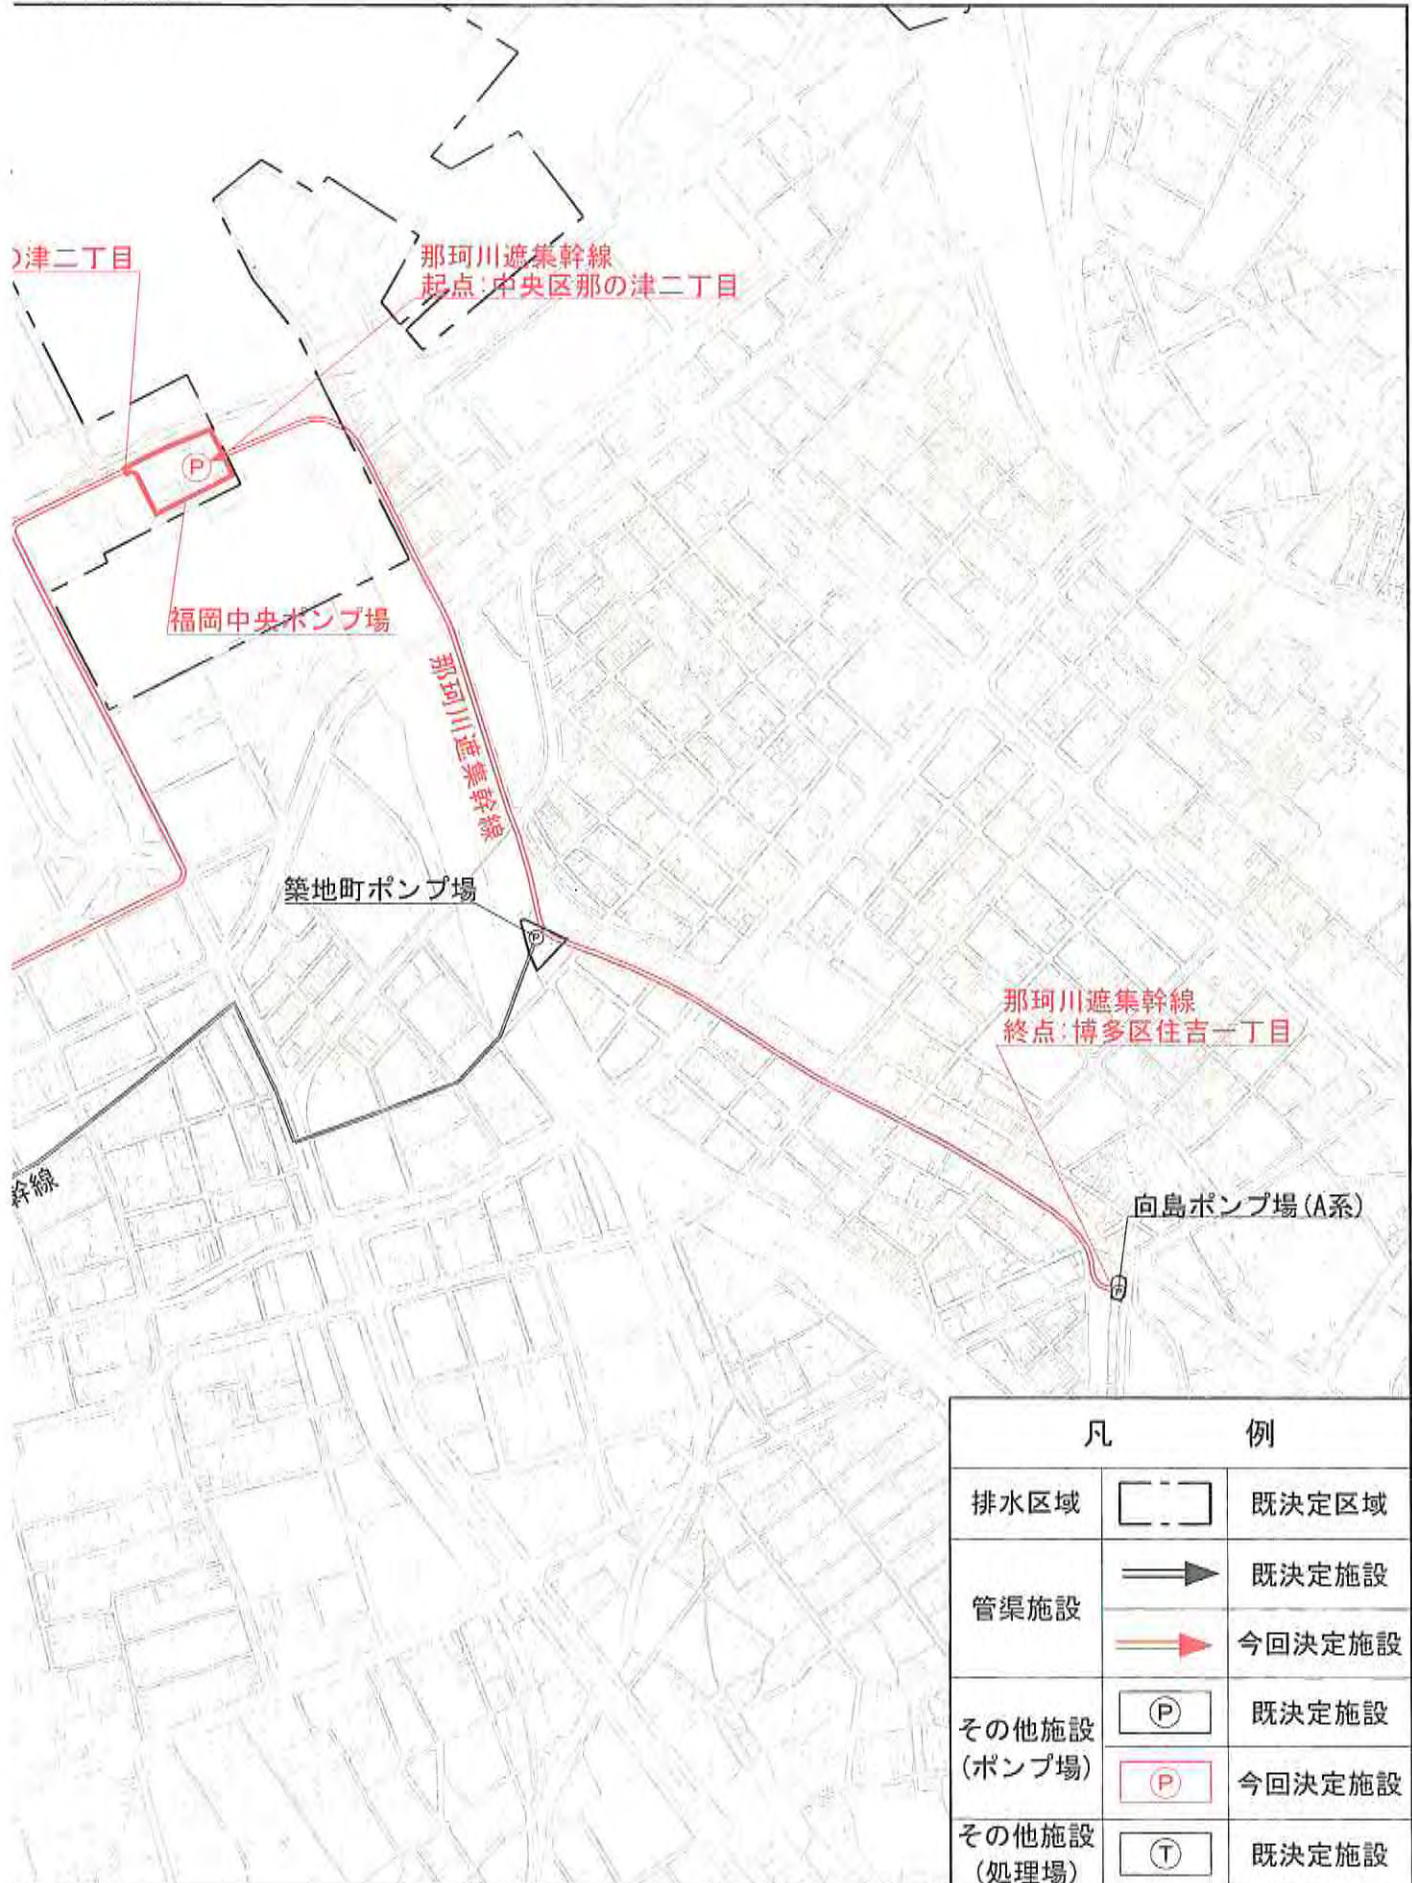 の津二丁目
那珂川遮集幹線
起点:中央区那の津二丁目
P
福岡中央ポンプ場
那珂川遮集幹線
築地町ポンプ場
P
那珂川遮集幹線
終点:博多区住吉一丁目
幹線
向島ポンプ場(A系)
P
凡 例
排水区域 既決定区域
管渠施設 既決定施設
今回決定施設
その他施設
(ポンプ場)
P 既決定施設
P 今回決定施設
その他施設
(処理場)
T 既決定施設